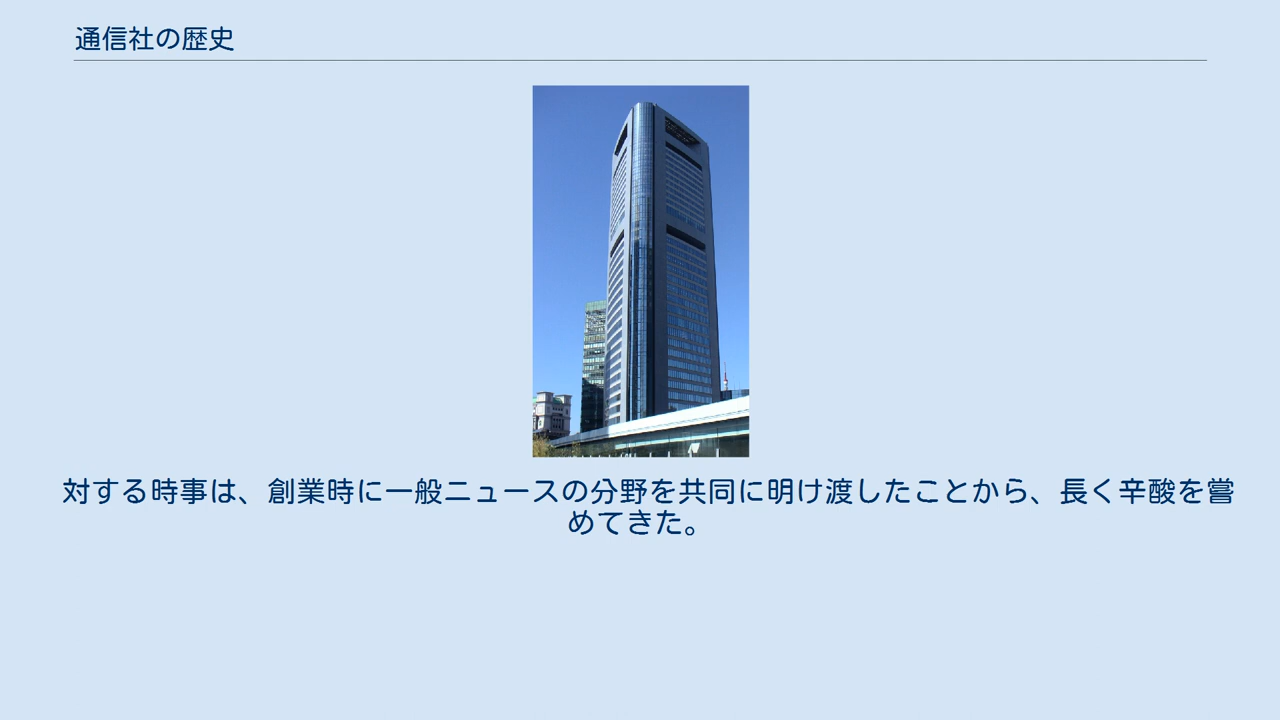 通信社の歴史
対する時事は、創業時に一般ニュースの分野を共同に明け渡したことから、長く辛酸を嘗
めてきた。